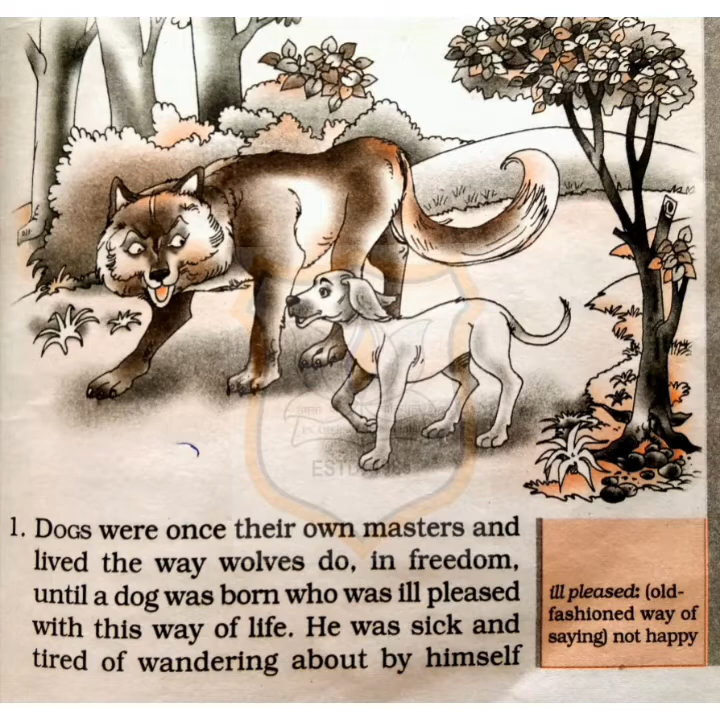 1. DOGS were once their own masters and
lived the way wolves do, in freedom,
until a dog was born who was ill pleased
with this way of life. He was sick and
tired of wandering about by himself
ill pleased: (old-
fashioned way of
saying) not happy
ESTD